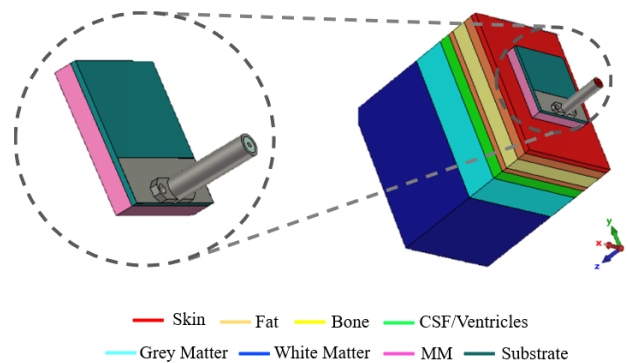 y
x
z
Skin Fat Bone CSF/Ventricles
Grey Matter White Matter MM Substrate